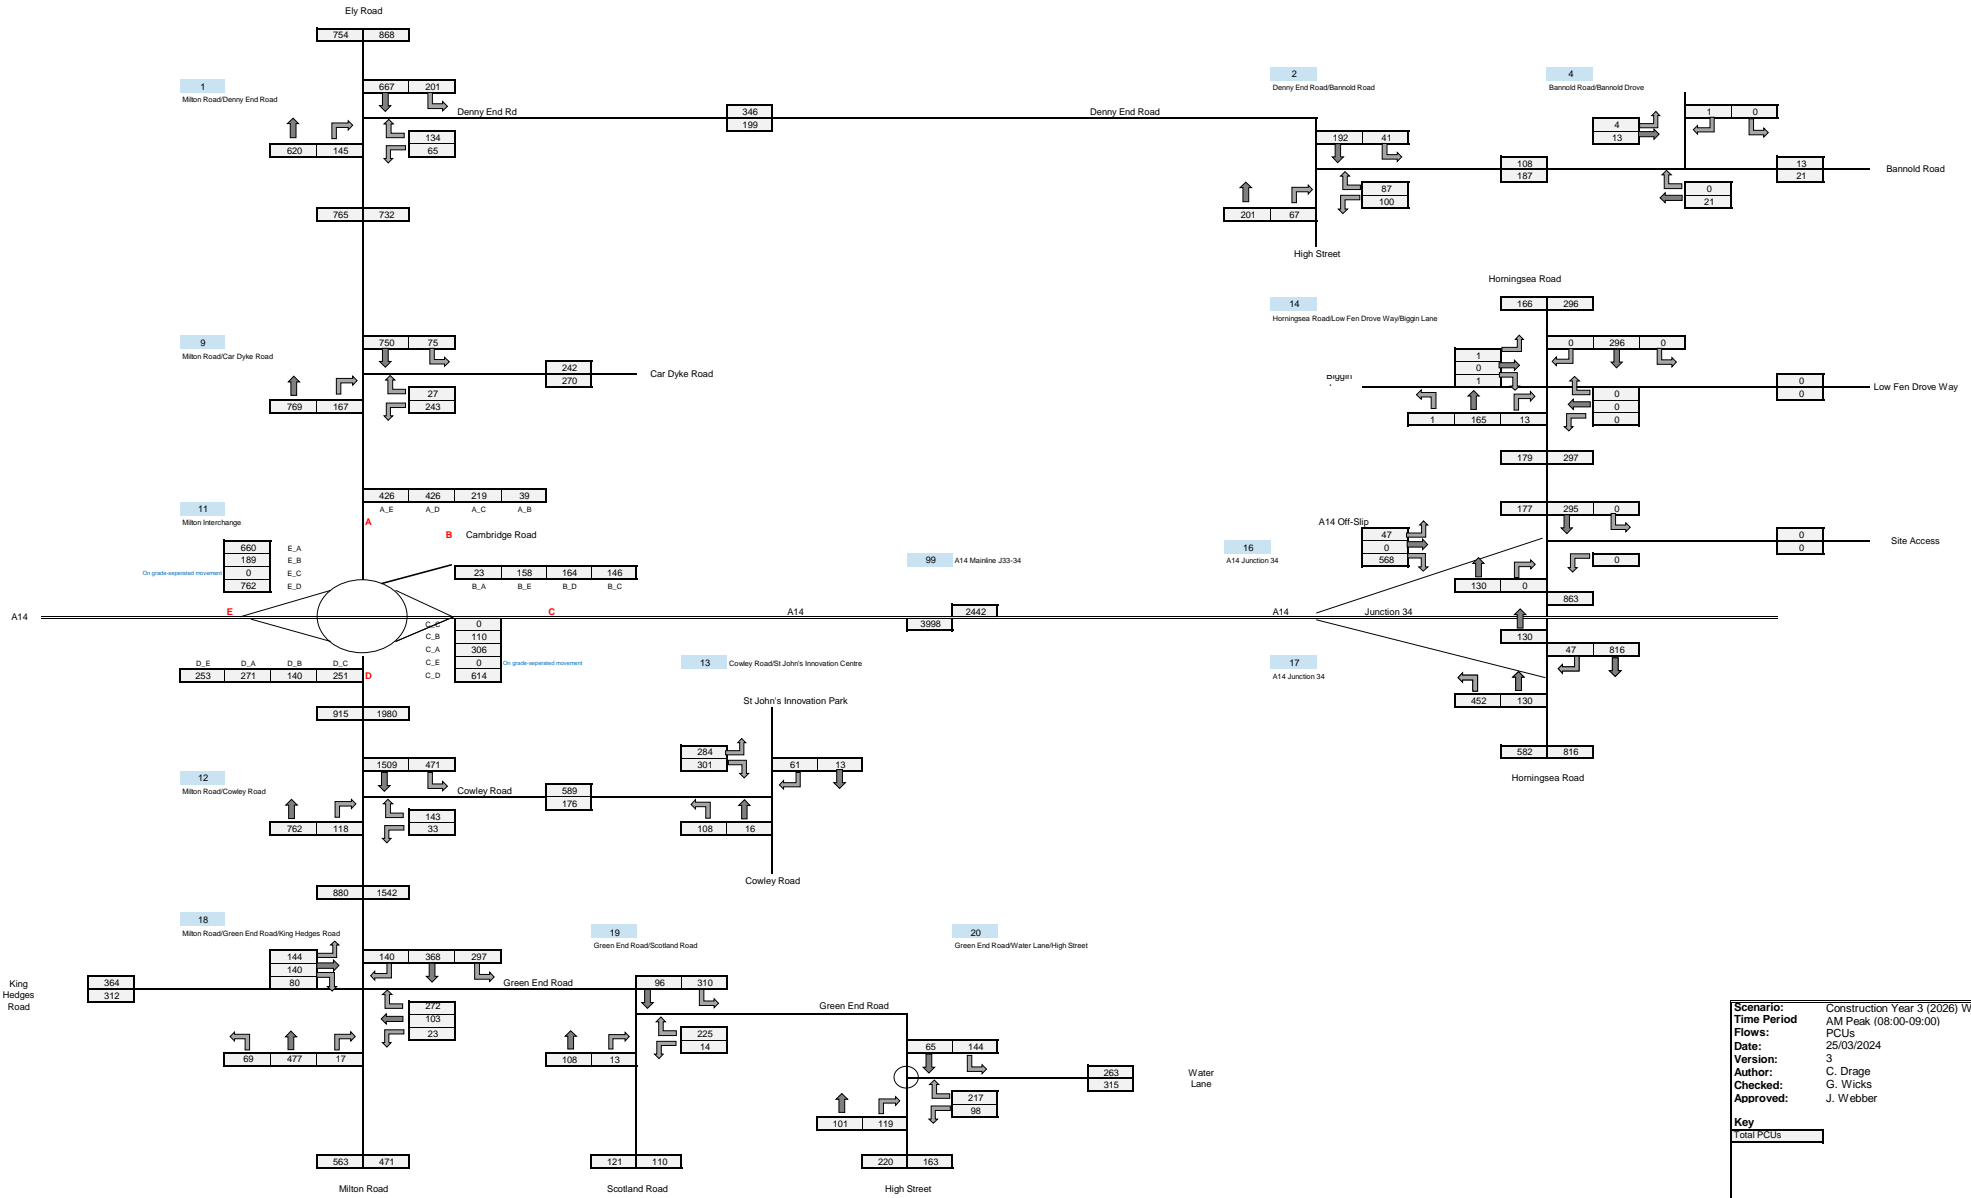 Ely Road
754 868
1
Milton Road/Denny End Road
667 201
Denny End Rd
620 145
134
65
346
199
Denny End Road
2
Denny End Road/Bannold Road
192 41
201 67
87
100
High Street
108
187
4
Bannold Road/Bannold Drove
4
13
1 0
0
21
13
21
Bannold Road
765 732
9
Milton Road/Car Dyke Road
750 75
769 167
27
243
242
270
Car Dyke Road
Horningsea Road
166 296
14
Horningsea Road/Low Fen Drove Way/Biggin Lane
0 296 0
1
0
1
1 165 13
0
0
0
0
0
Low Fen Drove Way
179 297
426 426 219 39
A_E A_D A_C A_B
11
Milton Interchange
A
B Cambridge Road
660 E_A
189 E_B
On grade-seperated movement 0 E_C
762 E_D
23 158 164 146
B_A B_E B_D B_C
99 A14 Mainline J33-34
16
A14 Junction 34
A14 Off-Slip
47
0
568
177 295 0
130 0
0
0
0
Site Access
863
A14 E C A14 2442 A14 Junction 34
3998
C_C 0
C_B 110
C_A 306
C_E 0 On grade-seperated movement
C_D 614
D_E D_A D_B D_C
253 271 140 251 D
13 Cowley Road/St John's Innovation Centre
17
A14 Junction 34
130
47 816
452 130
582 816
Horningsea Road
915 1980
St John's Innovation Park
12
Milton Road/Cowley Road
1509 471
Cowley Road
762 118
143
33
589
176
284
301
61 13
108 16
Cowley Road
880 1542
18
Milton Road/Green End Road/King Hedges Road
144
140
80
140 368 297
Green End Road
King
Hedges
Road
364
312
69 477 17
272
103
23
563 471
Milton Road
19
Green End Road/Scotland Road
96 310
108 13
225
14
121 110
Scotland Road
20
Green End Road/Water Lane/High Street
Green End Road
65 144
101 119
217
98
263
315
Water
Lane
220 163
High Street
Scenario: Construction Year 3 (2026) W
Time Period AM Peak (08:00-09:00)
Flows: PCUs
Date: 25/03/2024
Version: 3
Author: C. Drage
Checked: G. Wicks
Approved: J. Webber
Key
Total PCUs